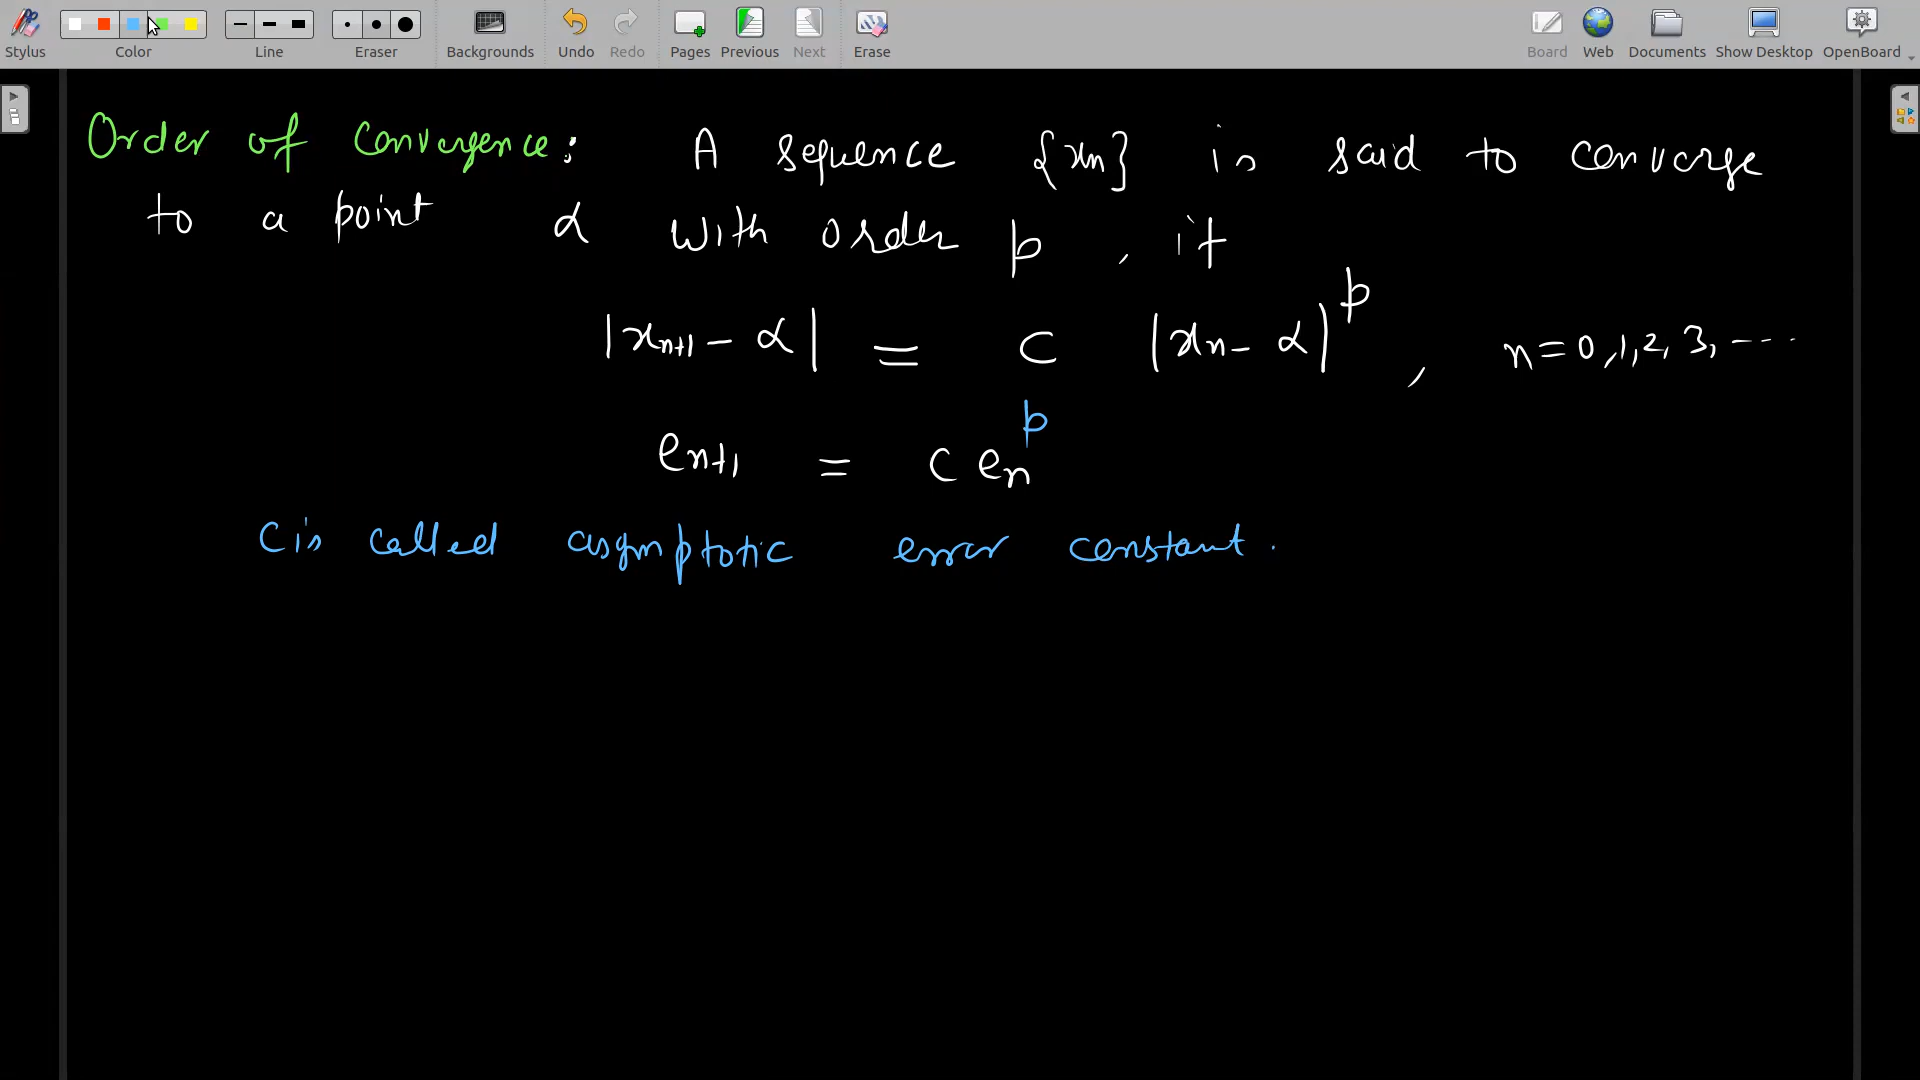 Stylus Color Line Eraser Backgrounds Undo Redo Pages Previous Next Erase Board Web Documents Show Desktop OpenBoard
Order of Convergence: A sequence {xn} is said to converge
to a point α with order p, if
|xn+1 - α| = C |xn - α|^p, n=0,1,2,3,----
en+1 = C en^p
C is called asymptotic error constant.